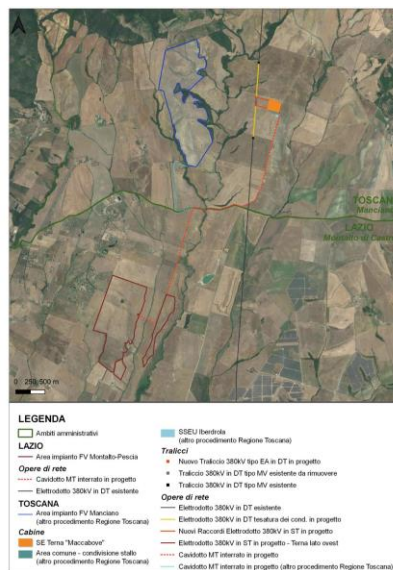 TOSCANA
Manciano
LAZIO
Montalto di Castro
0 250 500 m
LEGENDA
Ambiti amministrativi
LAZIO
Area impianto FV Montalto-Pescia
Opere di rete
Cavidotto MT interrato in progetto
Elettrodotto 380kV in DT esistente
TOSCANA
Area impianto FV Manciano
(altro procedimento Regione Toscana)
Cabine
SE Terna "Maccabove"
Area comune - condivisione stallo
(altro procedimento Regione Toscana)
SSEU Iberdrola
(altro procedimento Regione Toscana)
Tralicci
Nuovo Traliccio 380kV tipo EA in DT in progetto
Traliccio 380kV in DT tipo MV esistente da rimuovere
Traliccio 380kV in DT tipo MV esistente
Opere di rete
Elettrodotto 380kV in DT esistente
Elettrodotto 380kV in DT tesatura dei cond. in progetto
Nuovi Raccordi Elettrodotto 380kV in ST in progetto
Elettrodotto 380kV in ST in progetto - Terna lato ovest
Cavidotto MT interrato in progetto
Cavidotto MT interrato in progetto (altro procedimento Regione Toscana)